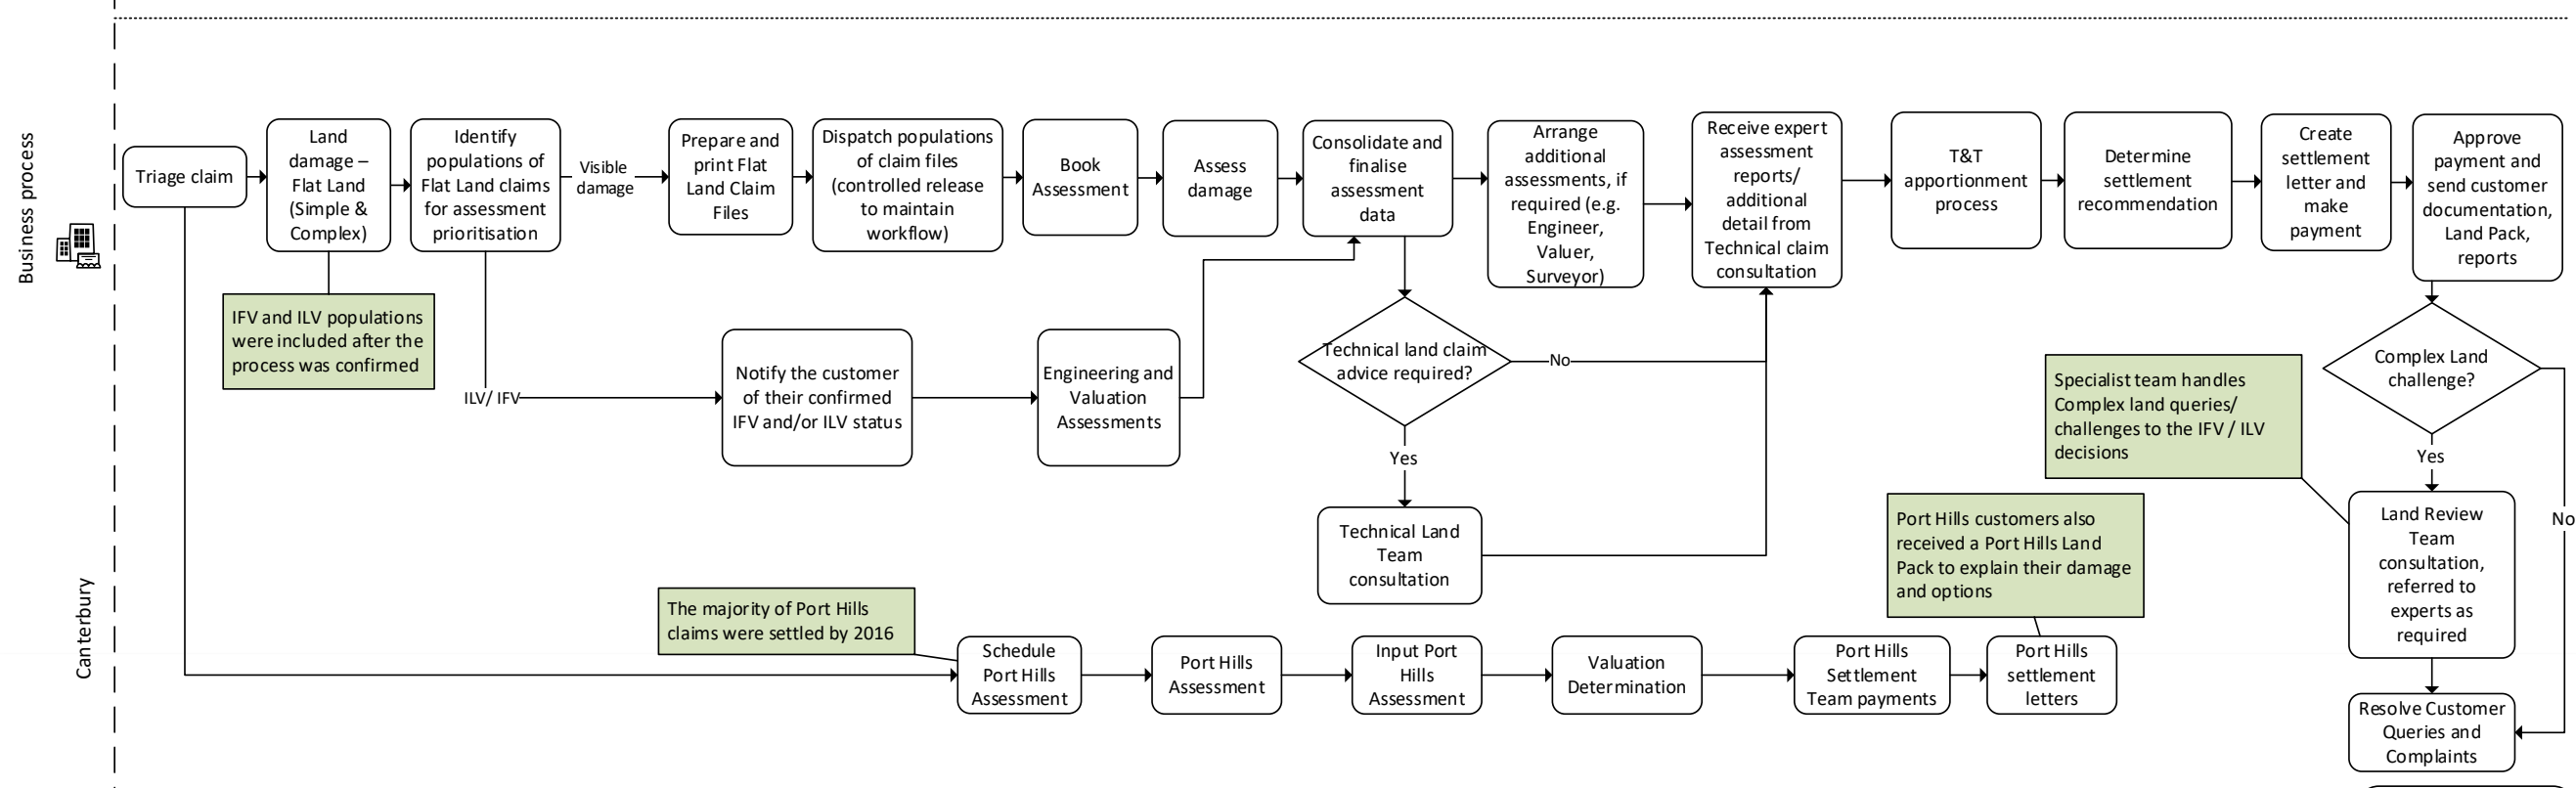 Business process
Canterbury
Triage claim
Land
damage –
Flat Land
(Simple &
Complex)
Identify
populations of
Flat Land claims
for assessment
prioritisation
Visible
damage
Prepare and
print Flat
Land Claim
Files
Dispatch populations
of claim files
(controlled release
to maintain
workflow)
Book
Assessment
Assess
damage
Consolidate and
finalise
assessment
data
Arrange
additional
assessments, if
required (e.g.
Engineer,
Valuer,
Surveyor)
Receive expert
assessment
reports/
additional
detail from
Technical claim
consultation
T&T
apportionment
process
Determine
settlement
recommendation
Create
settlement
letter and
make
payment
Approve
payment and
send customer
documentation,
Land Pack,
reports
IFV and ILV populations
were included after the
process was confirmed
ILV/ IFV
Notify the customer
of their confirmed
IFV and/or ILV status
Engineering and
Valuation
Assessments
Technical land claim
advice required?
No
Yes
Technical Land
Team
consultation
Complex Land
challenge?
Yes
No
Specialist team handles
Complex land queries/
challenges to the IFV / ILV
decisions
Land Review
Team
consultation,
referred to
experts as
required
Resolve Customer
Queries and
Complaints
Port Hills customers also
received a Port Hills Land
Pack to explain their damage
and options
The majority of Port Hills
claims were settled by 2016
Schedule
Port Hills
Assessment
Port Hills
Assessment
Input Port
Hills
Assessment
Valuation
Determination
Port Hills
Settlement
Team payments
Port Hills
settlement
letters